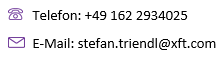 Telefon: +49 162 2934025
E-Mail: stefan.triendl@xft.com